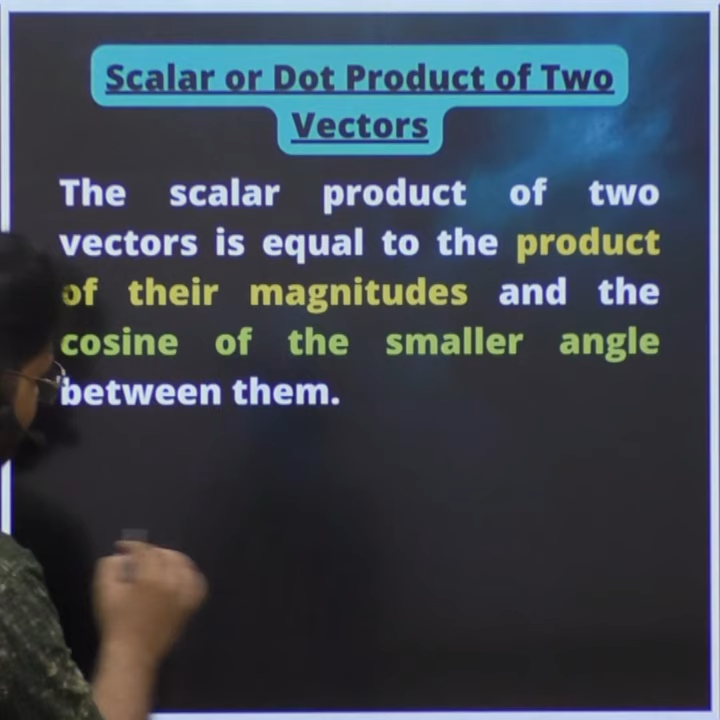 Scalar or Dot Product of Two
Vectors
The scalar product of two
vectors is equal to the product
of their magnitudes and the
cosine of the smaller angle
between them.